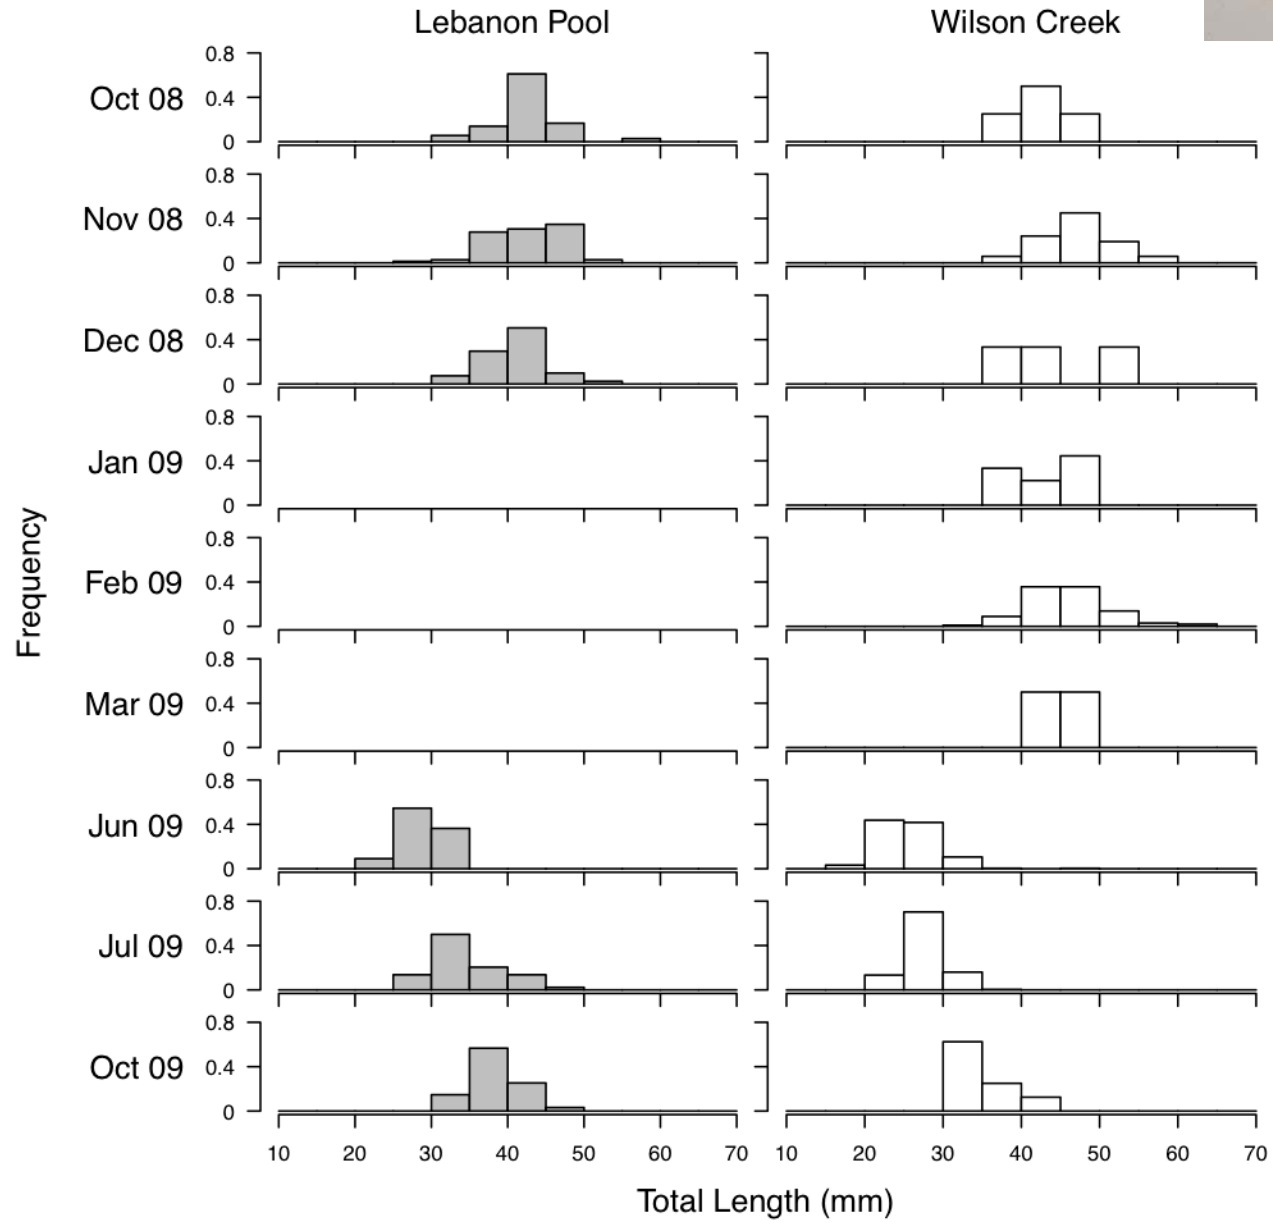 Lebanon Pool Wilson Creek
Oct 08 0.8 0.4 0
Nov 08 0.8 0.4 0
Dec 08 0.8 0.4 0
Jan 09 0.8 0.4 0
Feb 09 0.8 0.4 0
Mar 09 0.8 0.4 0
Jun 09 0.8 0.4 0
Jul 09 0.8 0.4 0
Oct 09 0.8 0.4 0
Frequency
10 20 30 40 50 60 70 10 20 30 40 50 60 70
Total Length (mm)